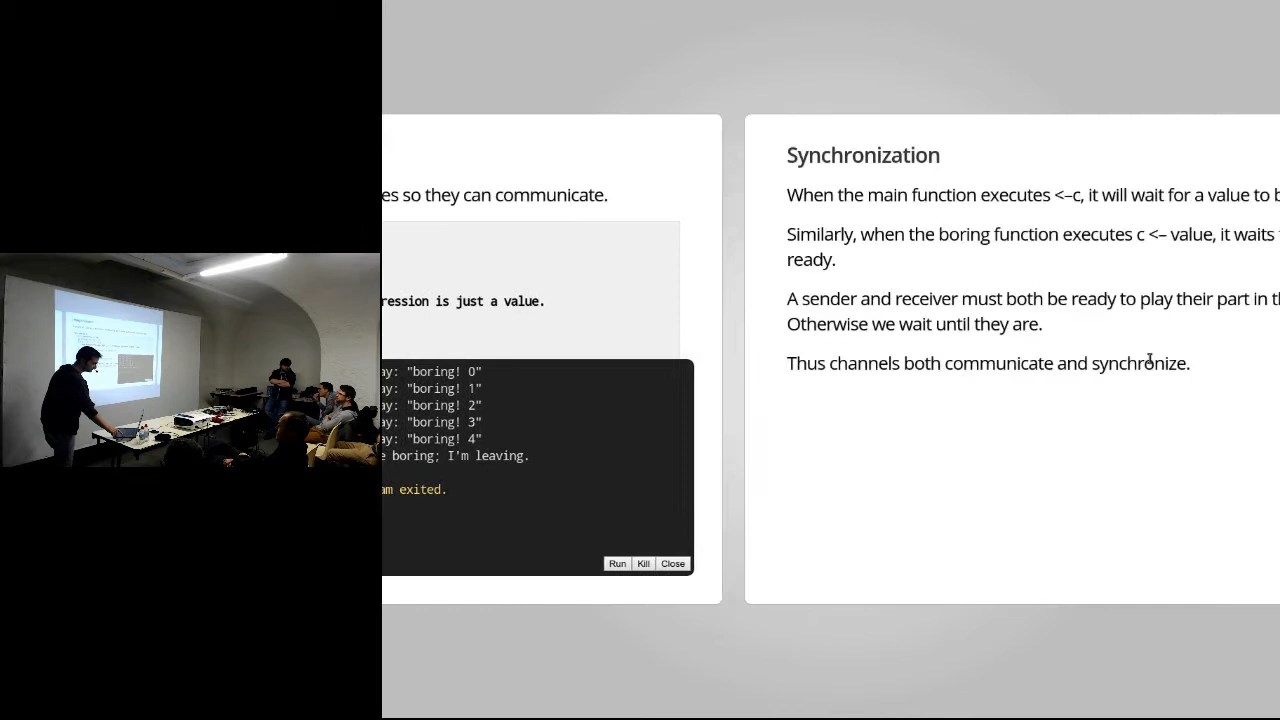 es so they can communicate.
ression is just a value.
ay: "boring! 0"
ay: "boring! 1"
ay: "boring! 2"
ay: "boring! 3"
ay: "boring! 4"
e boring; I'm leaving.
am exited.
Run Kill Close
Synchronization
When the main function executes <–c, it will wait for a value to b
Similarly, when the boring function executes c <– value, it waits
ready.
A sender and receiver must both be ready to play their part in th
Otherwise we wait until they are.
Thus channels both communicate and synchronize.